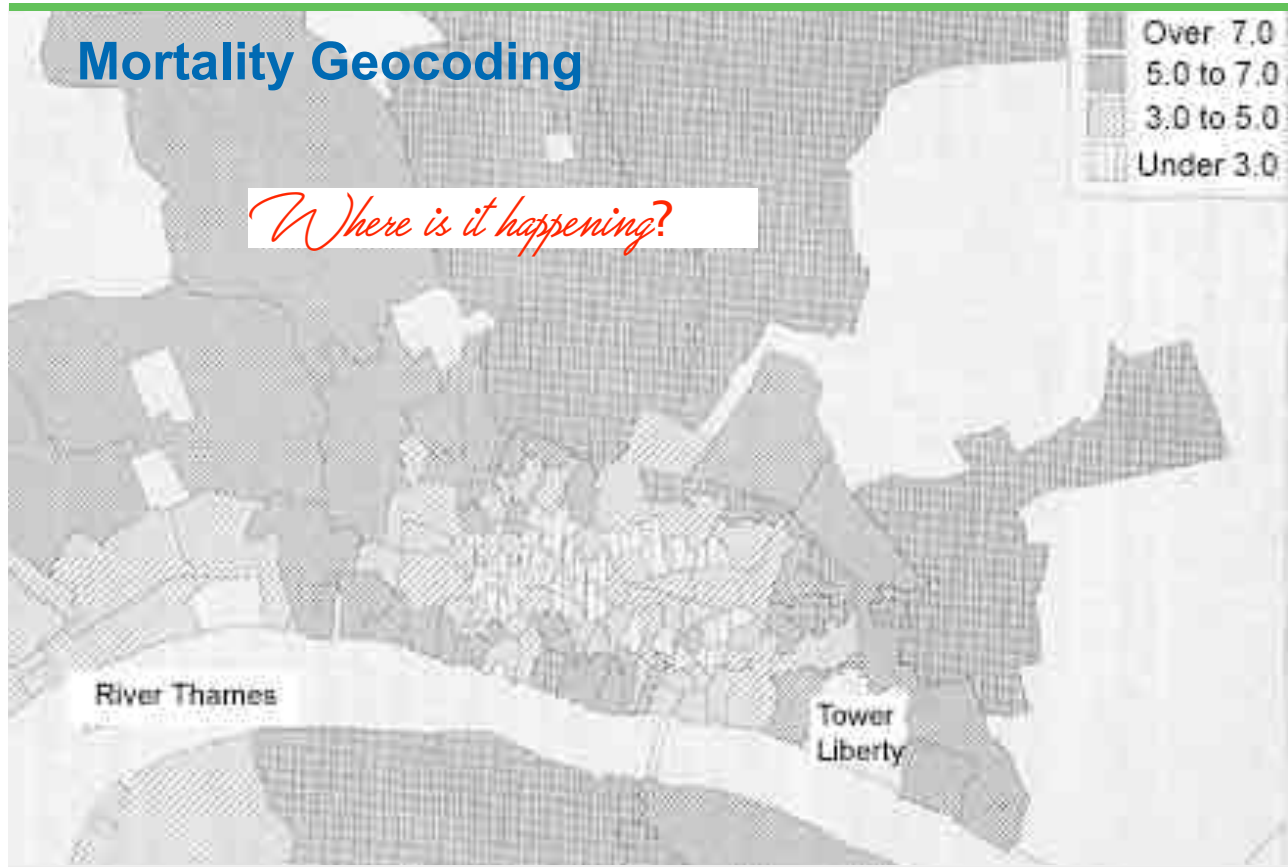 Mortality Geocoding
Over 7.0
5.0 to 7.0
3.0 to 5.0
Under 3.0
Where is it happening?
River Thames
Tower
Liberty